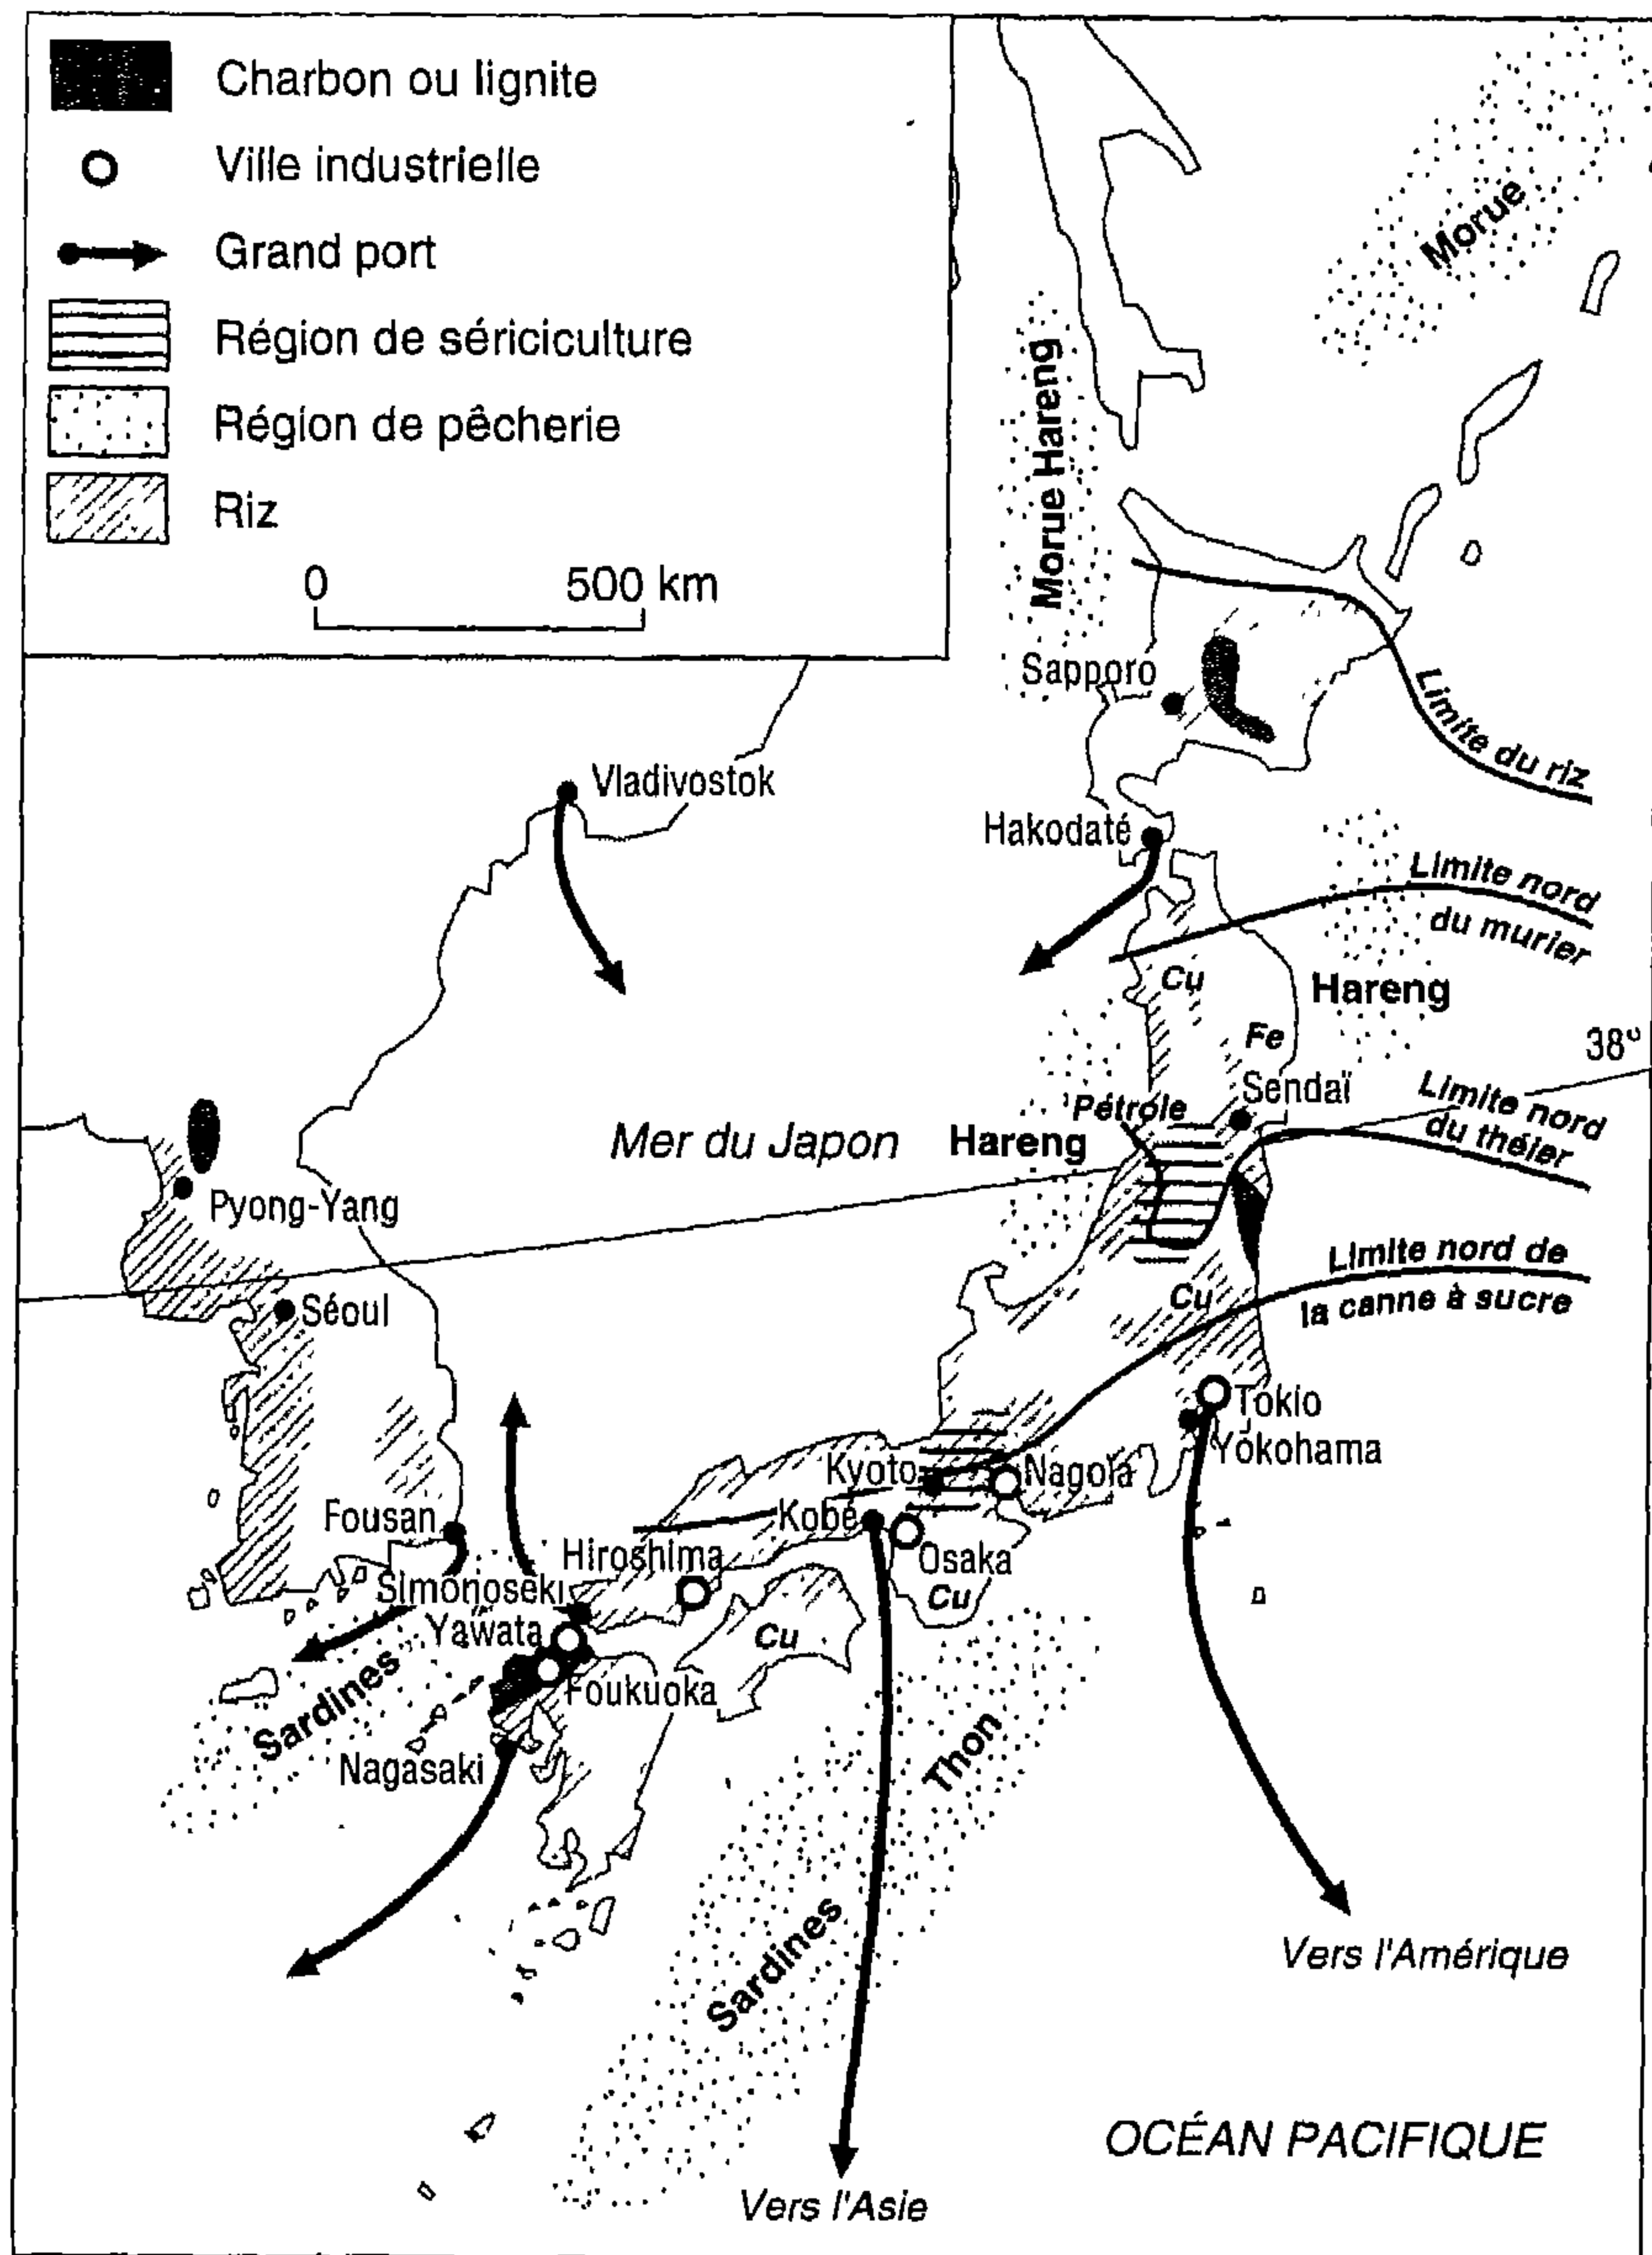 Charbon ou lignite
Ville industrielle
Grand port
Région de sériciculture
Région de pêcherie
Riz
0 500 km
Morue
Morue Hareng
Sapporo
Limite du riz
Vladivostok
Hakodaté
Limite nord
du murier
Cu
Hareng
Fe
38°
Sendaï
Limite nord
du théier
Pétrole
Mer du Japon
Hareng
Pyong-Yang
Limite nord de
la canne à sucre
Cu
Séoul
Tokio
Yokohama
Kyoto
Nagoia
Kobé
Fousan
Hiroshima
Osaka
Simonoseki
Cu
Yawata
Cu
Foukuoka
Sardines
Thon
Nagasaki
Sardines
Vers l'Amérique
OCÉAN PACIFIQUE
Vers l'Asie